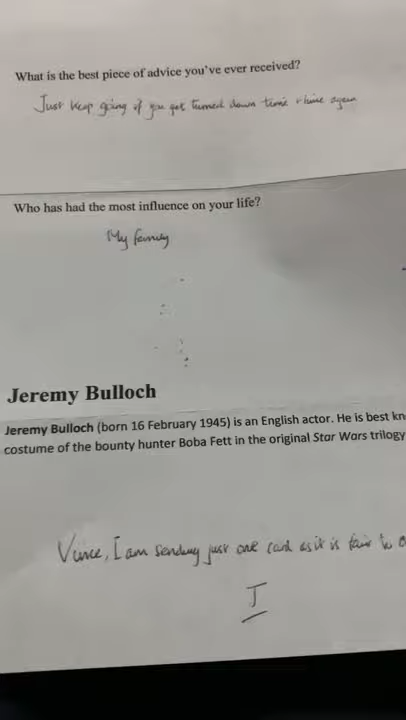 What is the best piece of advice you've ever received?
Just keep going if you get turned down time & time again
Who has had the most influence on your life?
My family
Jeremy Bulloch
Jeremy Bulloch (born 16 February 1945) is an English actor. He is best kn
costume of the bounty hunter Boba Fett in the original Star Wars trilogy
Vince, I am sending just one card as it is fair to o
J